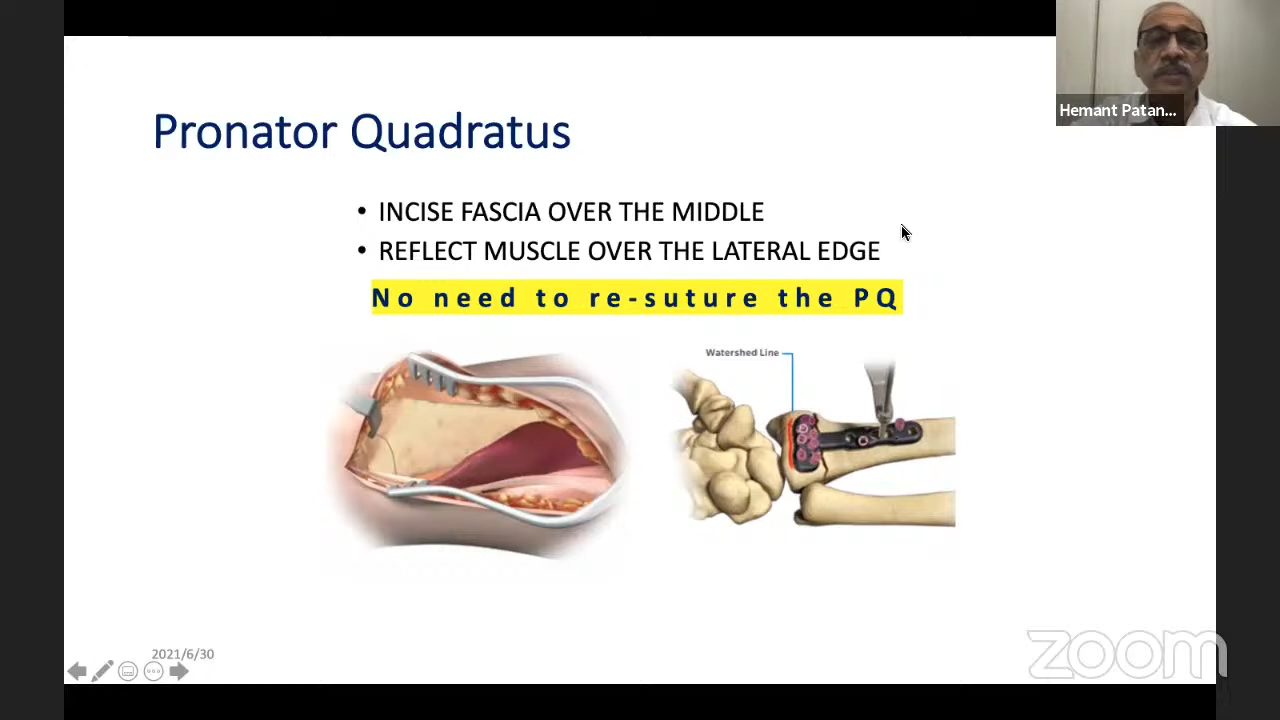 Hemant Patan...
Pronator Quadratus
• INCISE FASCIA OVER THE MIDDLE
• REFLECT MUSCLE OVER THE LATERAL EDGE
No need to re-suture the PQ
Watershed Line
2021/6/30
zoom